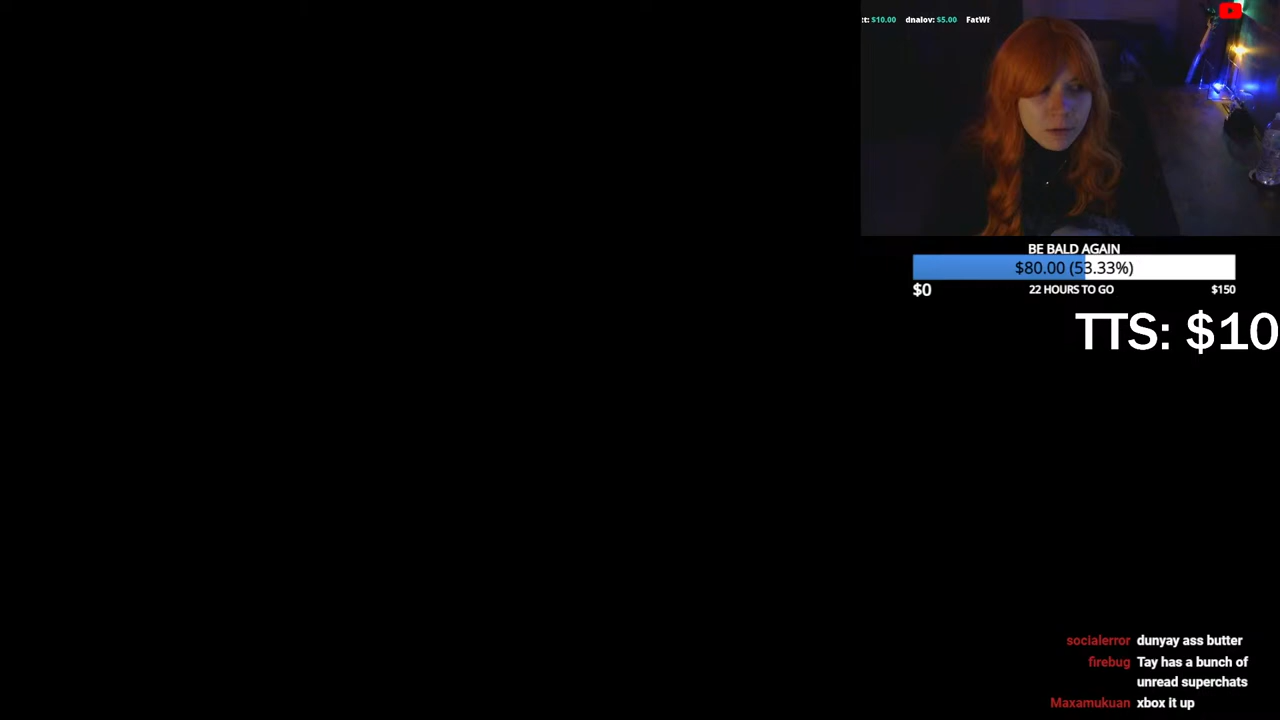 $10.00 dnalov: $5.00
BE BALD AGAIN
$80.00 (53.33%)
$0 22 HOURS TO GO $150
TTS: $10
socialerror dunyay ass butter
firebug Tay has a bunch of
unread superchats
Maxamukuan xbox it up